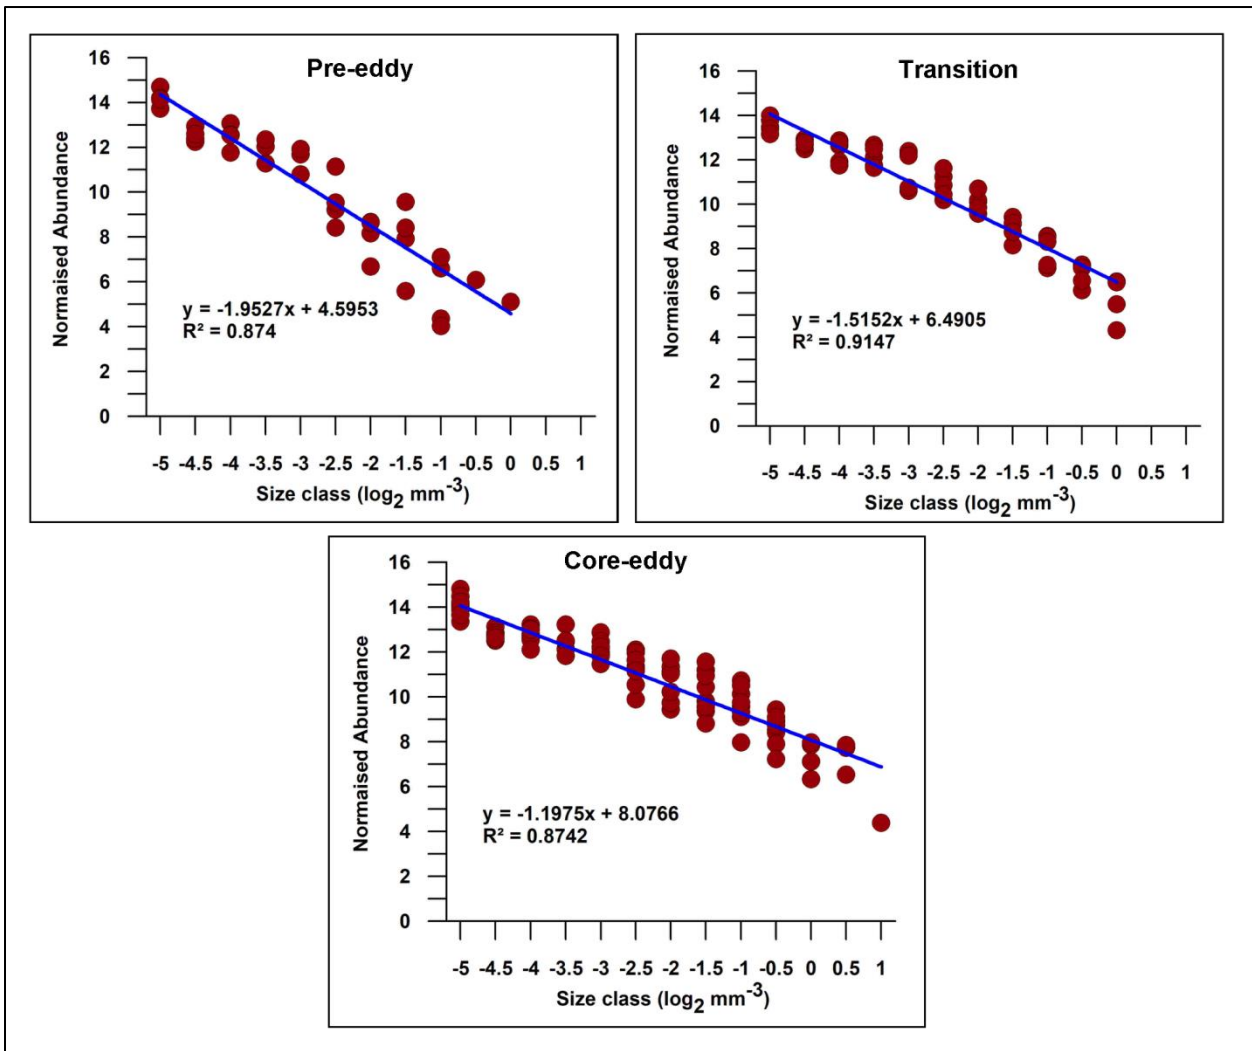 Pre-eddy
16
14
12
10
8
6
4
2
0
Normaised Abundance
y = -1.9527x + 4.5953
R² = 0.874
-5 -4.5 -4 -3.5 -3 -2.5 -2 -1.5 -1 -0.5 0 0.5 1
Size class (log₂ mm⁻³)
Transition
16
14
12
10
8
6
4
2
0
Normaised Abundance
y = -1.5152x + 6.4905
R² = 0.9147
-5 -4.5 -4 -3.5 -3 -2.5 -2 -1.5 -1 -0.5 0 0.5 1
Size class (log₂ mm⁻³)
Core-eddy
16
14
12
10
8
6
4
2
0
Normaised Abundance
y = -1.1975x + 8.0766
R² = 0.8742
-5 -4.5 -4 -3.5 -3 -2.5 -2 -1.5 -1 -0.5 0 0.5 1
Size class (log₂ mm⁻³)